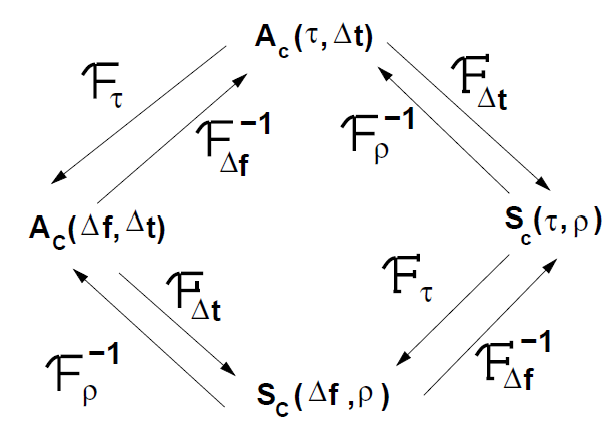 A_c(τ, Δt)
ℱ_τ
ℱ_Δt
ℱ_Δf^−1
ℱ_ρ^−1
A_C(Δf, Δt)
S_c(τ, ρ)
ℱ_Δt
ℱ_τ
ℱ_ρ^−1
ℱ_Δf^−1
S_C(Δf, ρ)